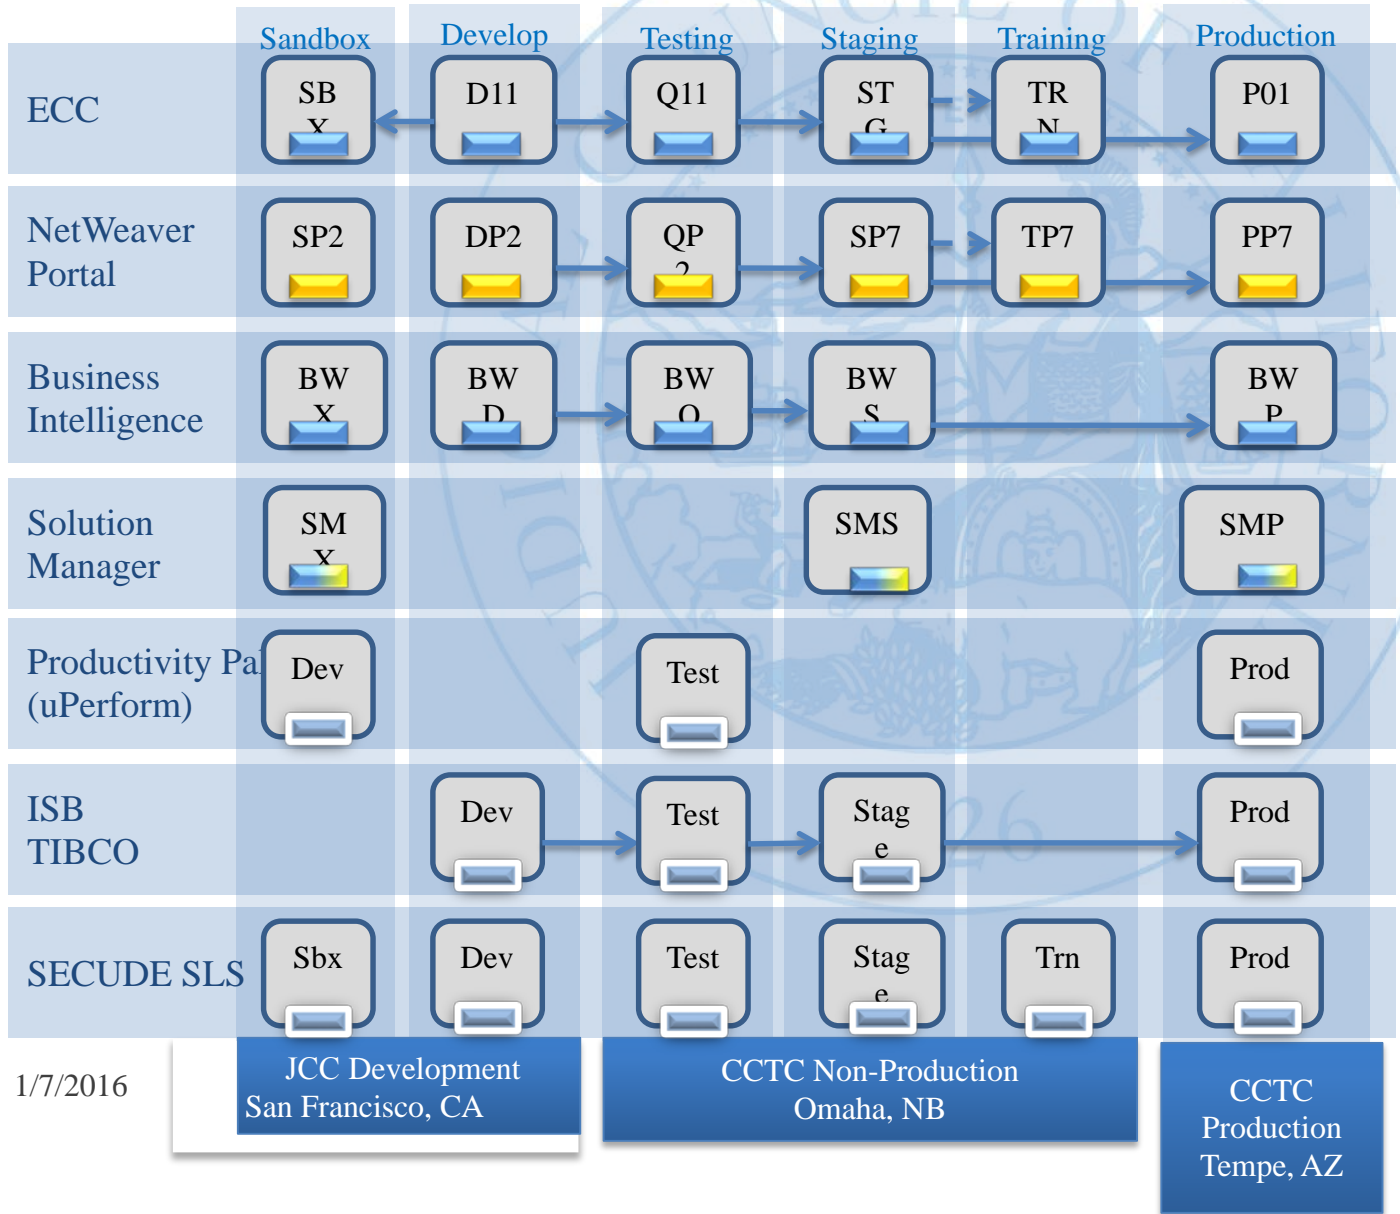 Sandbox
Develop
Testing
Staging
Training
Production
ECC
SB
X
D11
Q11
ST
G
TR
N
P01
NetWeaver
Portal
SP2
DP2
QP
2
SP7
TP7
PP7
Business
Intelligence
BW
X
BW
D
BW
Q
BW
S
BW
P
Solution
Manager
SM
X
SMS
SMP
Productivity Pa
(uPerform)
Dev
Test
Prod
ISB
TIBCO
Dev
Test
Stag
e
Prod
SECUDE SLS
Sbx
Dev
Test
Stag
e
Trn
Prod
1/7/2016
JCC Development
San Francisco, CA
CCTC Non-Production
Omaha, NB
CCTC
Production
Tempe, AZ